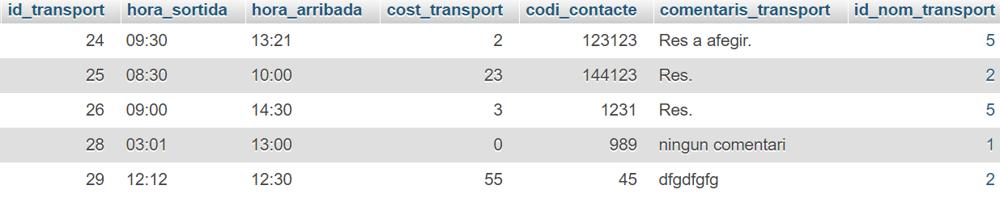 id_transport hora_sortida hora_arribada cost_transport codi_contacte comentaris_transport id_nom_transport
24 09:30 13:21 2 123123 Res a afegir. 5
25 08:30 10:00 23 144123 Res. 2
26 09:00 14:30 3 1231 Res. 5
28 03:01 13:00 0 989 ningun comentari 1
29 12:12 12:30 55 45 dfgdfgfg 2